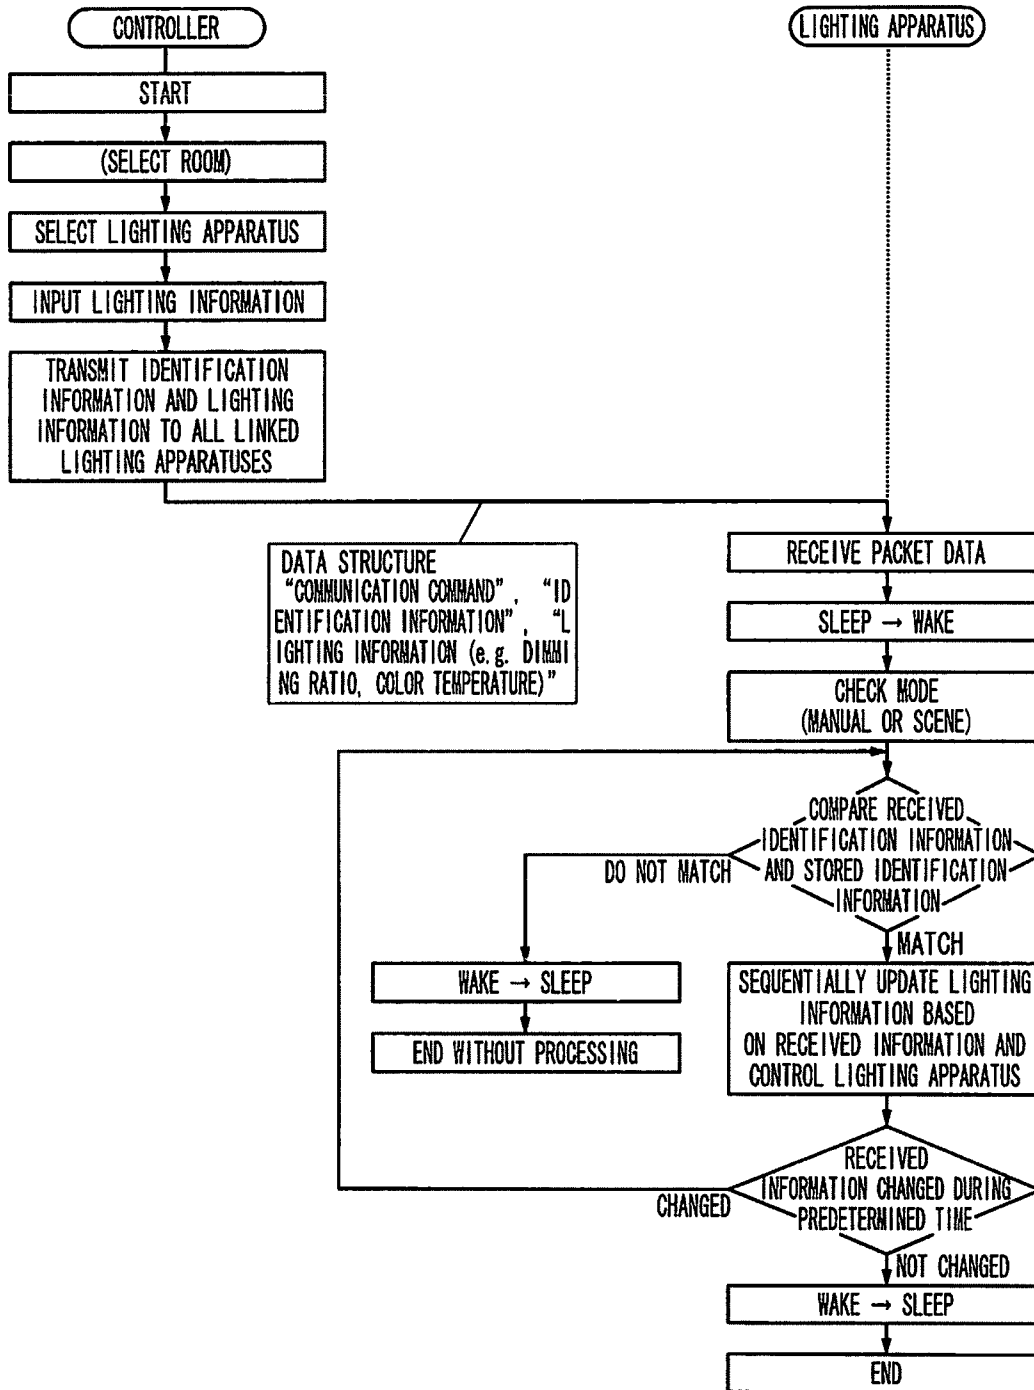 CONTROLLER
LIGHTING APPARATUS
START
(SELECT ROOM)
SELECT LIGHTING APPARATUS
INPUT LIGHTING INFORMATION
TRANSMIT IDENTIFICATION
INFORMATION AND LIGHTING
INFORMATION TO ALL LINKED
LIGHTING APPARATUSES
DATA STRUCTURE
“COMMUNICATION COMMAND”, “ID
ENTIFICATION INFORMATION”, “L
IGHTING INFORMATION (e.g. DIMMI
NG RATIO, COLOR TEMPERATURE)”
RECEIVE PACKET DATA
SLEEP → WAKE
CHECK MODE
(MANUAL OR SCENE)
COMPARE RECEIVED
IDENTIFICATION INFORMATION
AND STORED IDENTIFICATION
INFORMATION
DO NOT MATCH
MATCH
WAKE → SLEEP
END WITHOUT PROCESSING
SEQUENTIALLY UPDATE LIGHTING
INFORMATION BASED
ON RECEIVED INFORMATION AND
CONTROL LIGHTING APPARATUS
RECEIVED
INFORMATION CHANGED DURING
PREDETERMINED TIME
CHANGED
NOT CHANGED
WAKE → SLEEP
END